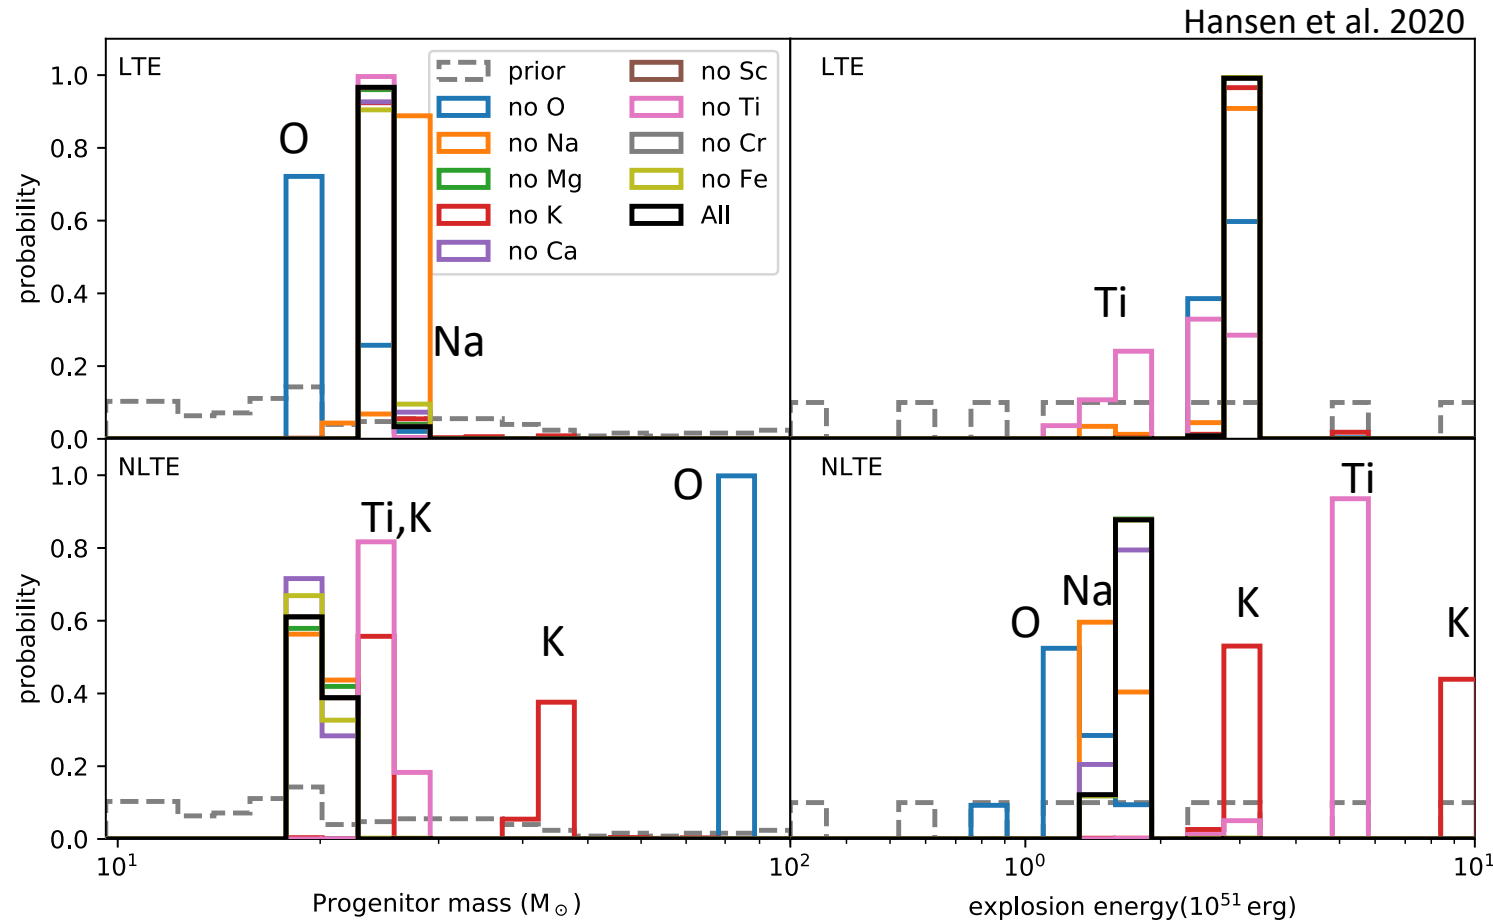 Hansen et al. 2020
LTE
prior
no O
no Na
no Mg
no K
no Ca
no Sc
no Ti
no Cr
no Fe
All
O
Na
probability
1.0
0.8
0.6
0.4
0.2
0.0
LTE
Ti
NLTE
Ti,K
K
O
probability
1.0
0.8
0.6
0.4
0.2
0.0
10¹
10²
Progenitor mass (M☉)
NLTE
O
Na
K
Ti
K
10⁰
10¹
explosion energy(10⁵¹ erg)